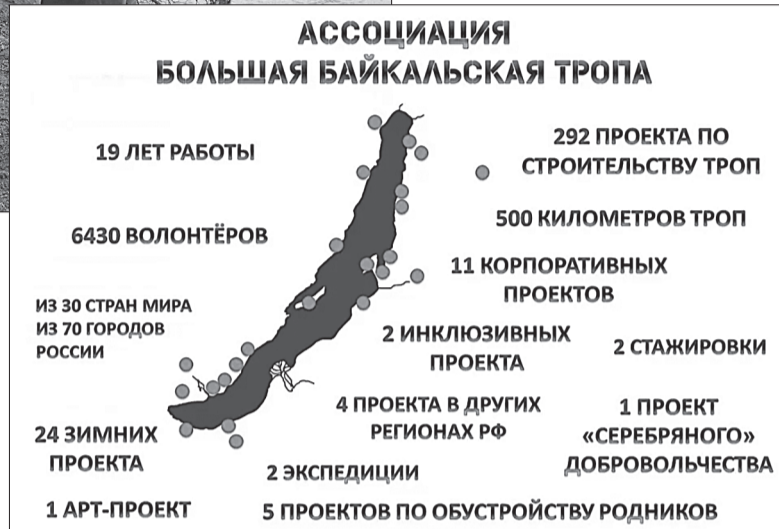 АССОЦИАЦИЯ
БОЛЬШАЯ БАЙКАЛЬСКАЯ ТРОПА
19 ЛЕТ РАБОТЫ
292 ПРОЕКТА ПО
СТРОИТЕЛЬСТВУ ТРОП
6430 ВОЛОНТЁРОВ
500 КИЛОМЕТРОВ ТРОП
11 КОРПОРАТИВНЫХ
ПРОЕКТОВ
ИЗ 30 СТРАН МИРА
ИЗ 70 ГОРОДОВ
РОССИИ
2 ИНКЛЮЗИВНЫХ
ПРОЕКТА
2 СТАЖИРОВКИ
4 ПРОЕКТА В ДРУГИХ
РЕГИОНАХ РФ
1 ПРОЕКТ
«СЕРЕБРЯНОГО»
ДОБРОВОЛЬЧЕСТВА
24 ЗИМНИХ
ПРОЕКТА
2 ЭКСПЕДИЦИИ
1 АРТ-ПРОЕКТ
5 ПРОЕКТОВ ПО ОБУСТРОЙСТВУ РОДНИКОВ